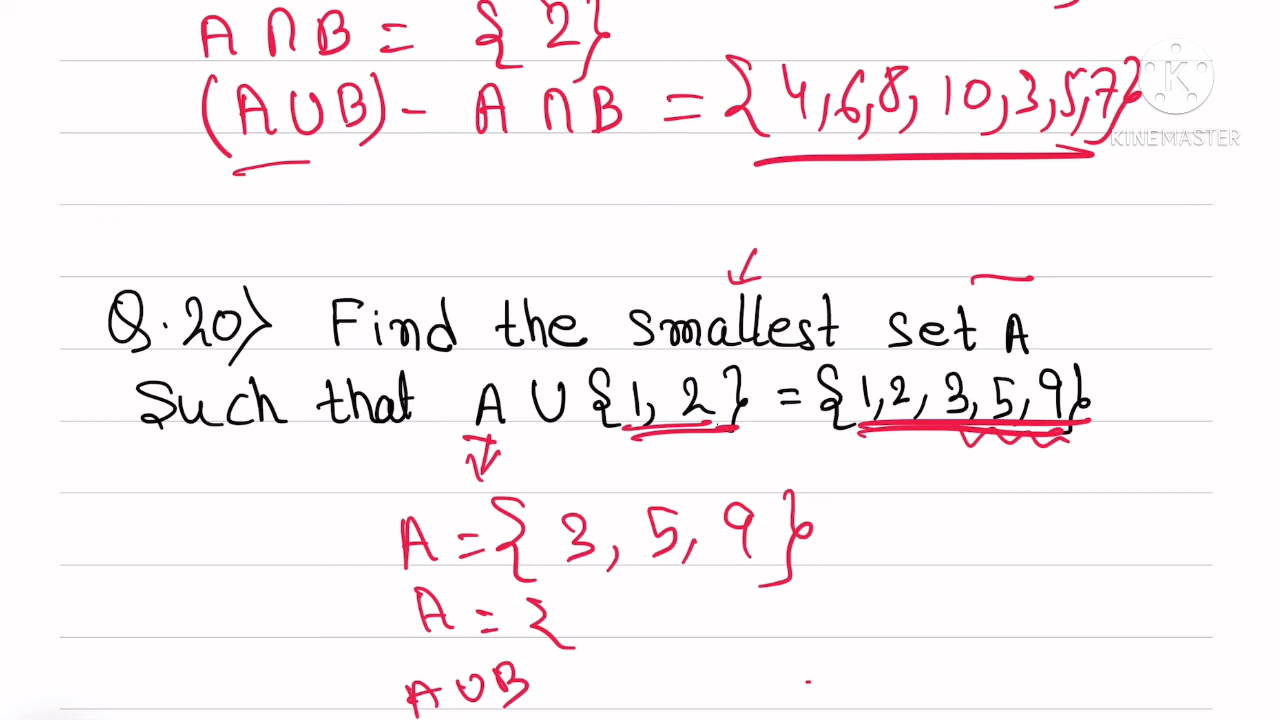 A ∩ B = { 2 }
(A ∪ B) - A ∩ B = { 4, 6, 8, 10, 3, 5, 7 }
K
KINEMASTER
Q.20> Find the smallest set A
Such that A ∪ {1, 2} = {1, 2, 3, 5, 9}
A = { 3, 5, 9 }
A = {
A ∪ B